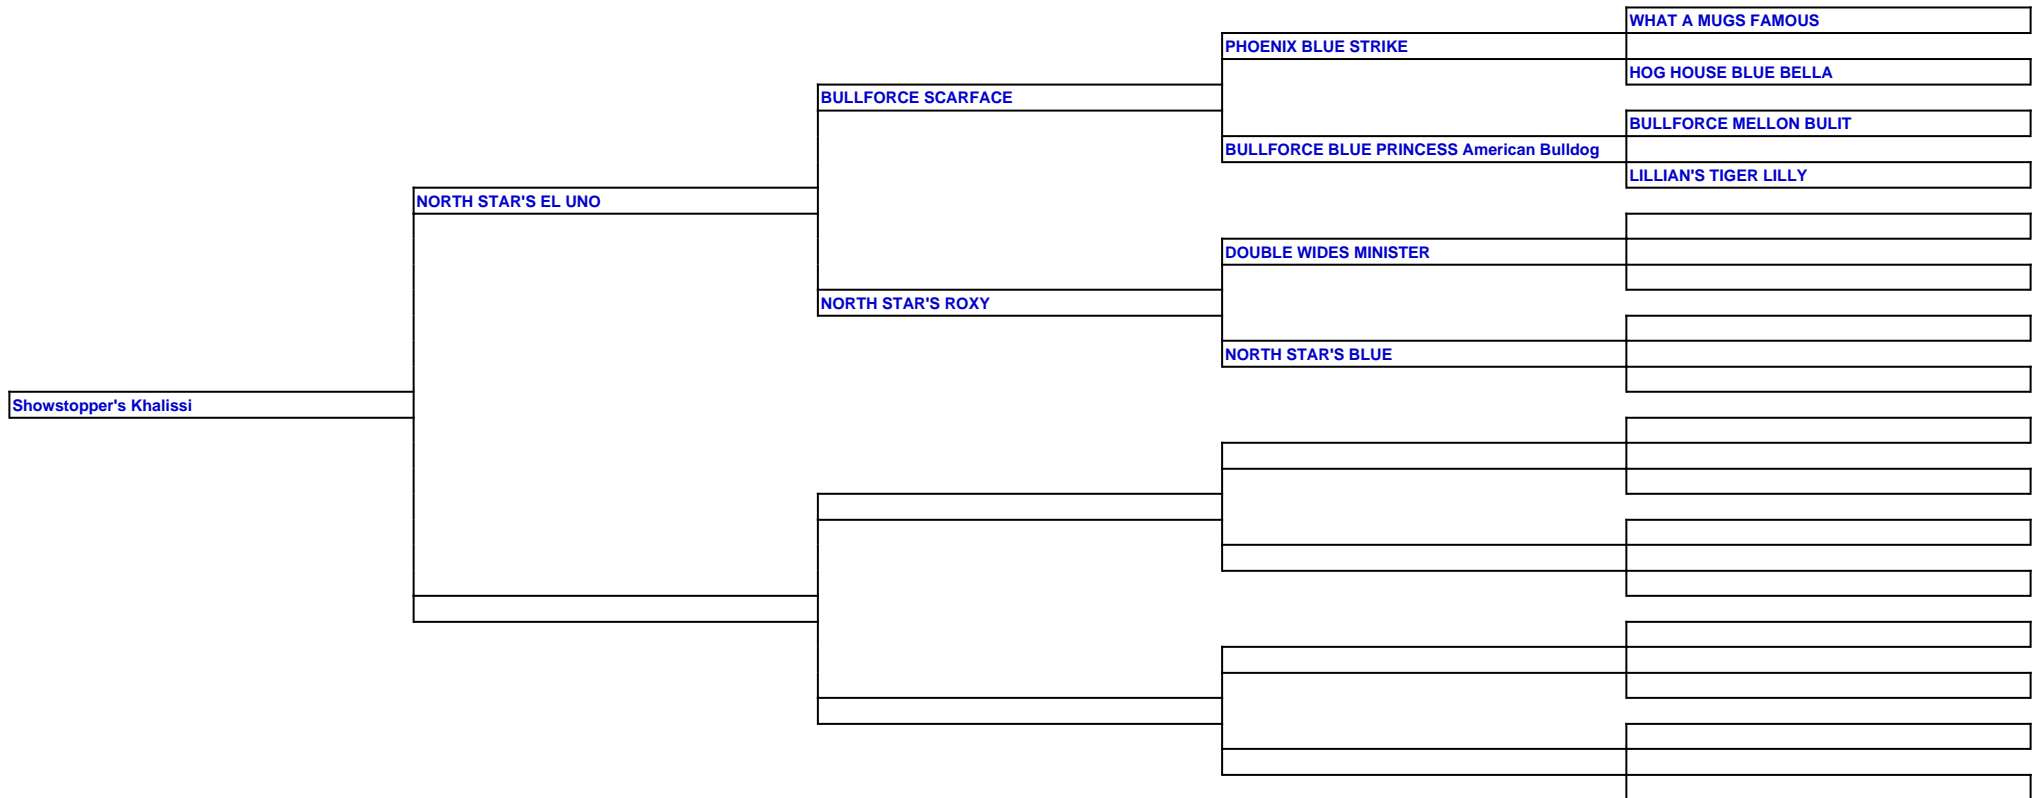 WHAT A MUGS FAMOUS
PHOENIX BLUE STRIKE
HOG HOUSE BLUE BELLA
BULLFORCE SCARFACE
BULLFORCE MELLON BULIT
BULLFORCE BLUE PRINCESS American Bulldog
LILLIAN'S TIGER LILLY
NORTH STAR'S EL UNO
DOUBLE WIDES MINISTER
NORTH STAR'S ROXY
NORTH STAR'S BLUE
Showstopper's Khalissi